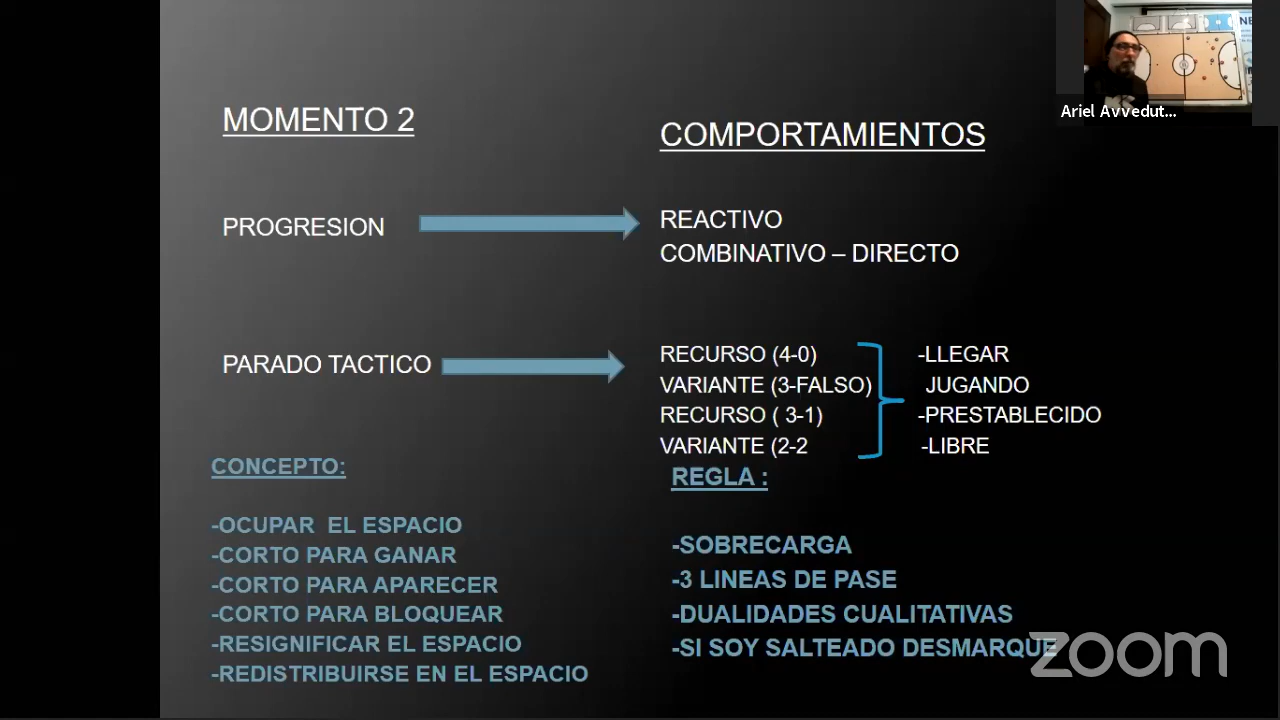 MOMENTO 2
COMPORTAMIENTOS
PROGRESION
REACTIVO
COMBINATIVO – DIRECTO
PARADO TACTICO
RECURSO (4-0)
VARIANTE (3-FALSO)
RECURSO ( 3-1)
VARIANTE (2-2
-LLEGAR
JUGANDO
-PRESTABLECIDO
-LIBRE
CONCEPTO:
-OCUPAR EL ESPACIO
-CORTO PARA GANAR
-CORTO PARA APARECER
-CORTO PARA BLOQUEAR
-RESIGNIFICAR EL ESPACIO
-REDISTRIBUIRSE EN EL ESPACIO
REGLA :
-SOBRECARGA
-3 LINEAS DE PASE
-DUALIDADES CUALITATIVAS
-SI SOY SALTEADO DESMARQUE
Ariel Avvedut...
zoom